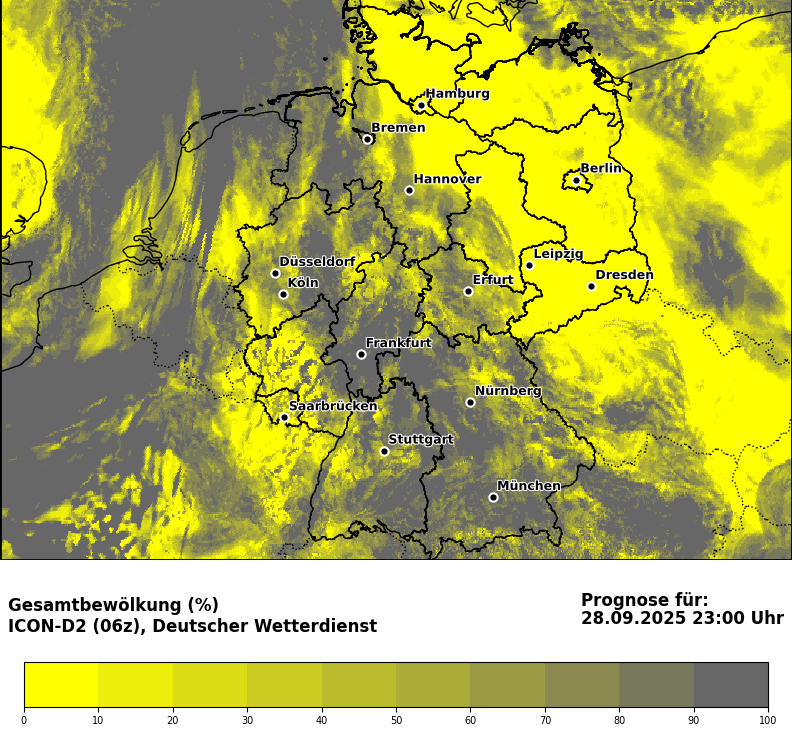 Hamburg
Bremen
Berlin
Hannover
Düsseldorf
Leipzig
Köln
Erfurt
Dresden
Frankfurt
Nürnberg
Saarbrücken
Stuttgart
München
Gesamtbewölkung (%)
ICON-D2 (06z), Deutscher Wetterdienst
Prognose für:
28.09.2025 23:00 Uhr
0 10 20 30 40 50 60 70 80 90 100